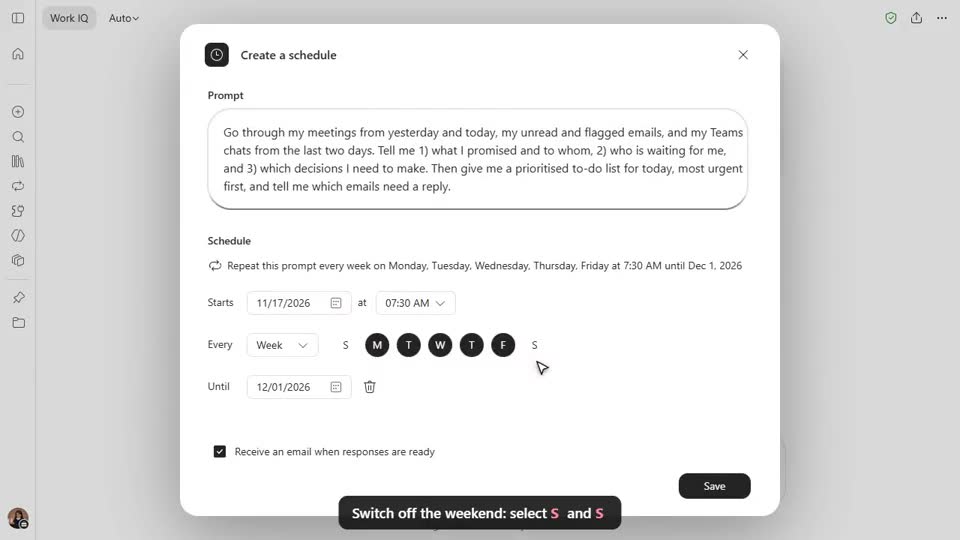 Work IQ
Auto
Create a schedule
Prompt
Go through my meetings from yesterday and today, my unread and flagged emails, and my Teams
chats from the last two days. Tell me 1) what I promised and to whom, 2) who is waiting for me,
and 3) which decisions I need to make. Then give me a prioritised to-do list for today, most urgent
first, and tell me which emails need a reply.
Schedule
Repeat this prompt every week on Monday, Tuesday, Wednesday, Thursday, Friday at 7:30 AM until Dec 1, 2026
Starts 11/17/2026 at 07:30 AM
Every Week S M T W T F S
Until 12/01/2026
Receive an email when responses are ready
Save
Switch off the weekend: select S and S